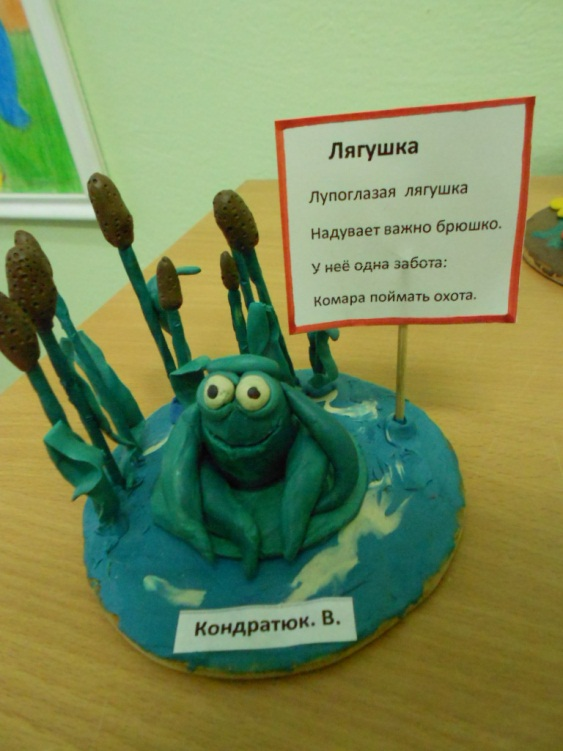 Лягушка
Лупоглазая лягушка
Надувает важно брюшко.
У неё одна забота:
Комара поймать охота.
Кондратюк. В.